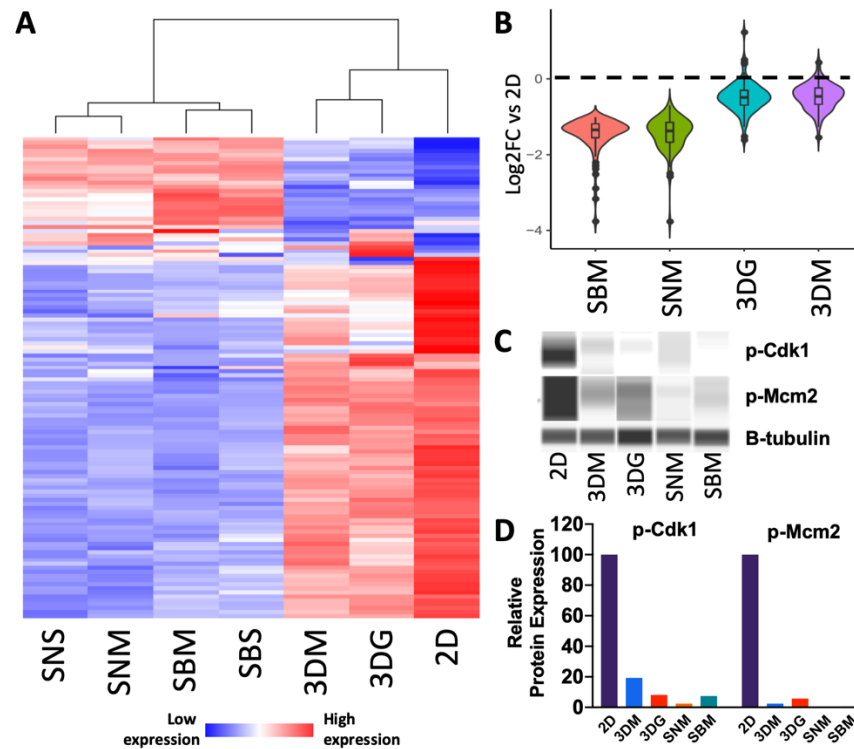 A
SNS SNM SBM SBS 3DM 3DG 2D
Low expression
High expression
B
Log2FC vs 2D
0
−2
−4
SBM SNM 3DG 3DM
C
p-Cdk1
p-Mcm2
B-tubulin
2D 3DM 3DG SNM SBM
D
p-Cdk1 p-Mcm2
Relative
Protein Expression
120
100
80
60
40
20
0
2D 3DM 3DG SNM SBM 2D 3DM 3DG SNM SBM